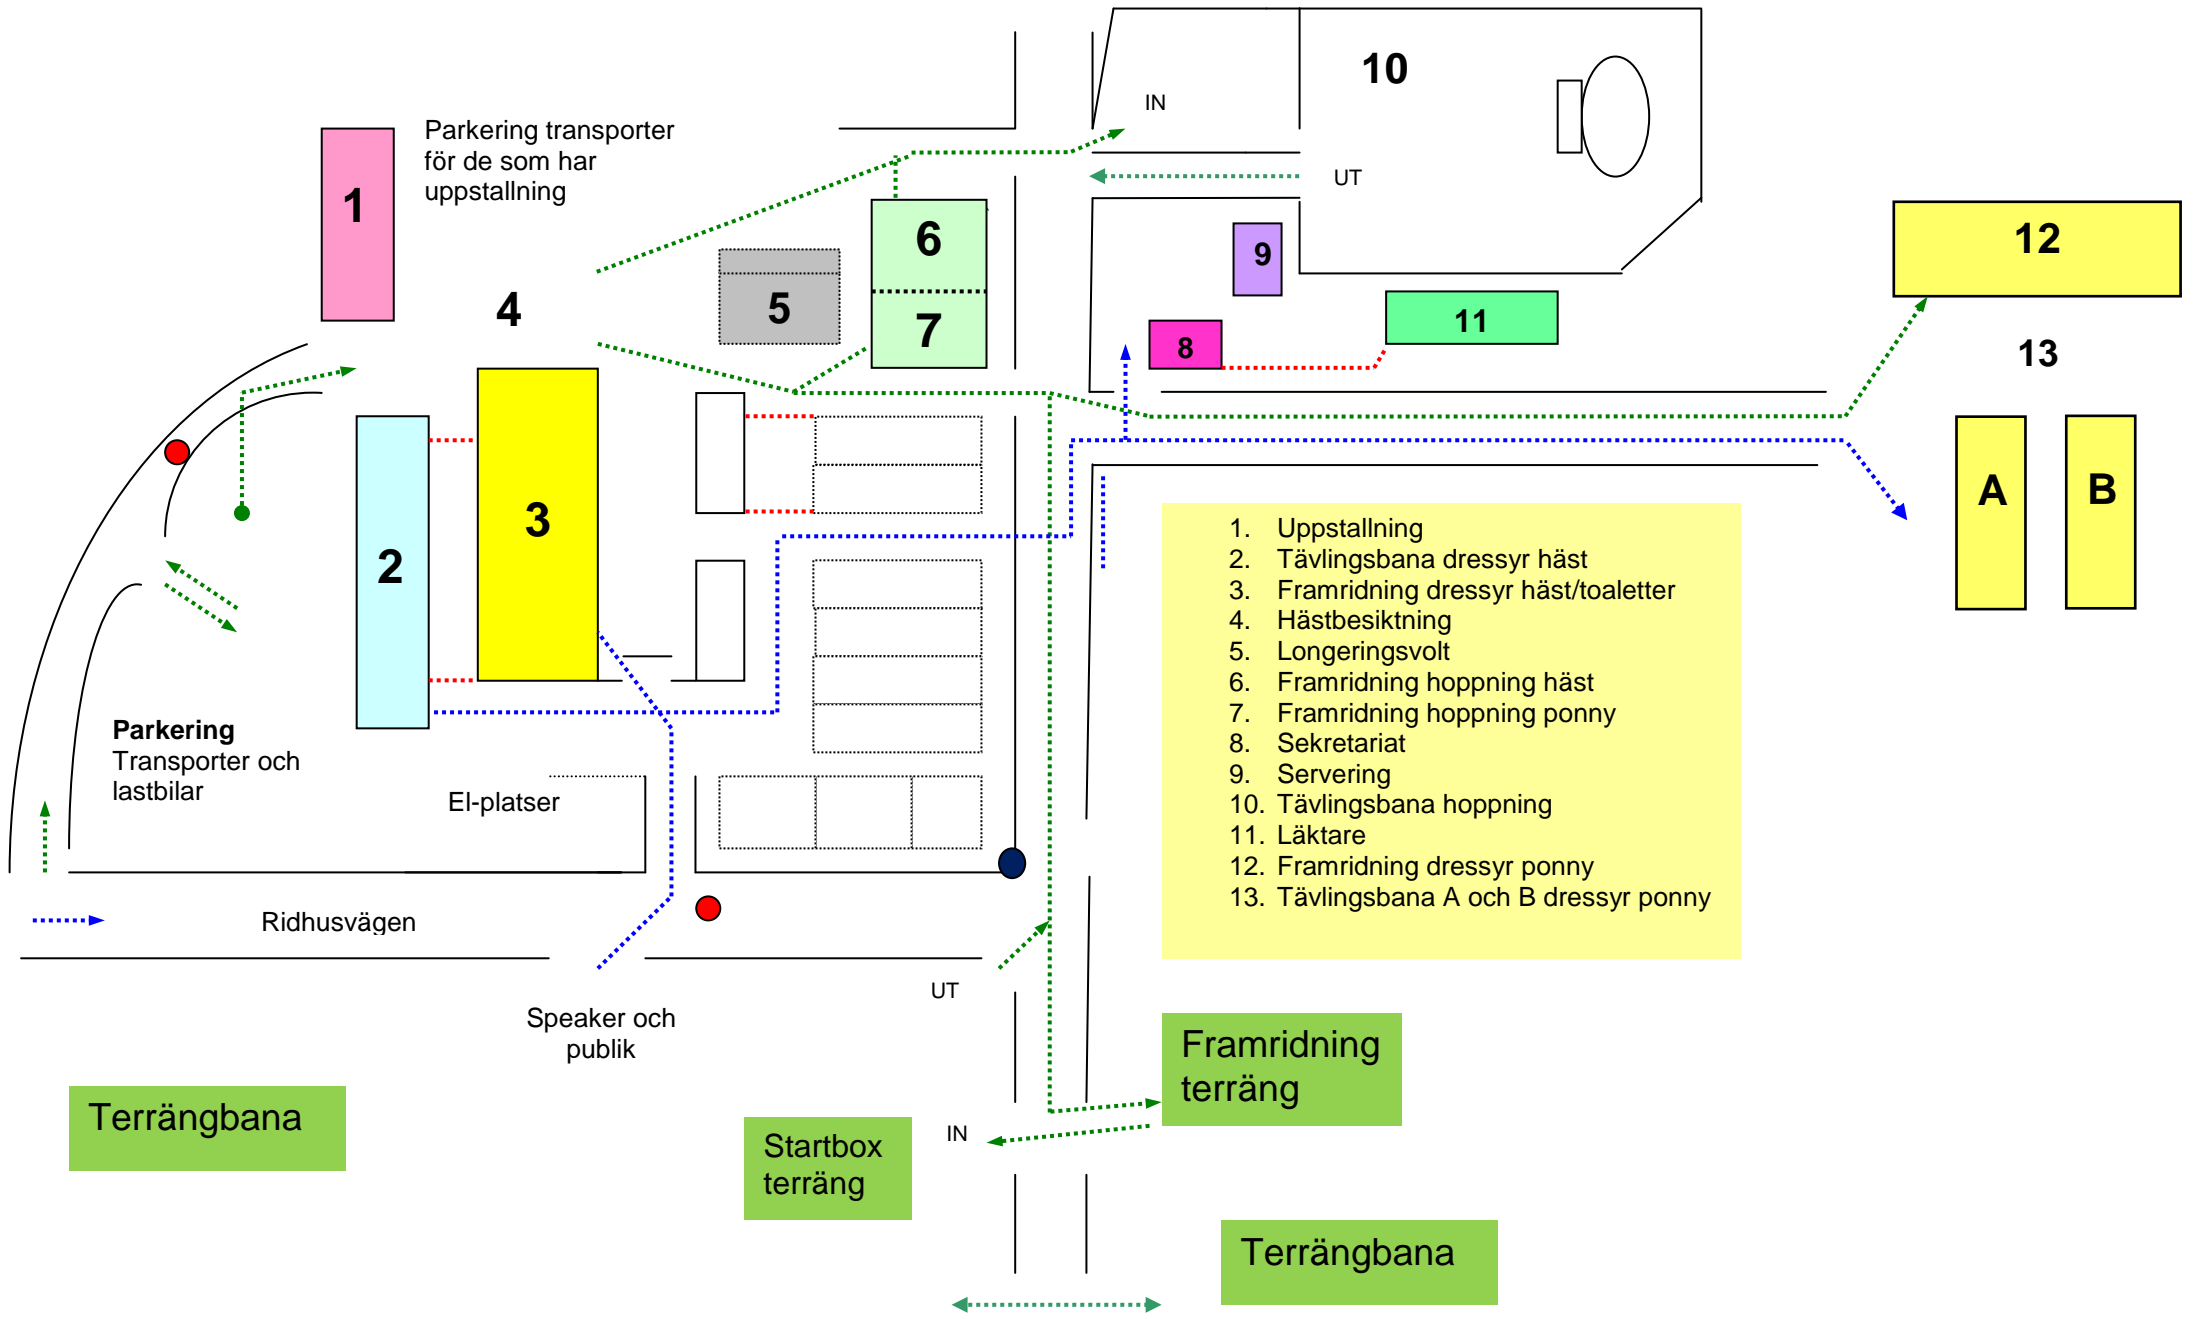 10
IN
Parkering transporter
för de som har
uppstallning
1
UT
6
9
12
4
5
7
8
11
13
3
2
A
B
1. Uppstallning
2. Tävlingsbana dressyr häst
3. Framridning dressyr häst/toaletter
4. Hästbesiktning
5. Longeringsvolt
6. Framridning hoppning häst
7. Framridning hoppning ponny
8. Sekretariat
9. Servering
10. Tävlingsbana hoppning
11. Läktare
12. Framridning dressyr ponny
13. Tävlingsbana A och B dressyr ponny
Parkering
Transporter och
lastbilar
El-platser
Ridhusvägen
UT
Speaker och
publik
Framridning
terräng
Terrängbana
IN
Startbox
terräng
Terrängbana